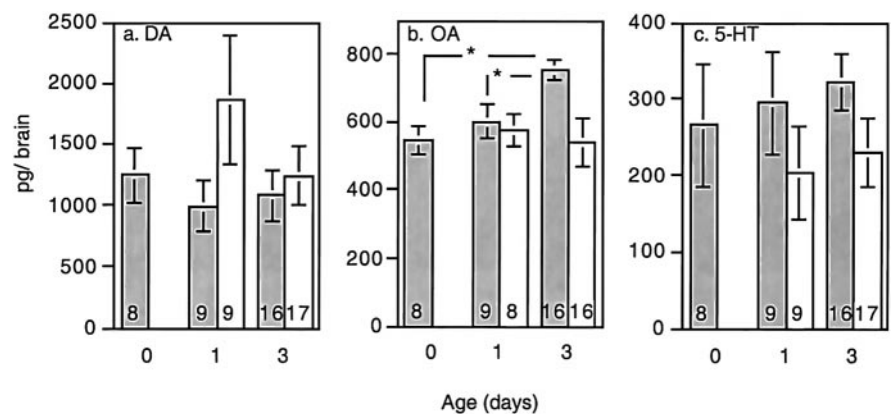 a. DA
2500
2000
1500
1000
500
0
pg/ brain
8 9 9 16 17
0 1 3
b. OA
800
600
400
200
0
* 
*
8 9 8 16 16
0 1 3
Age (days)
c. 5-HT
400
300
200
100
0
8 9 9 16 17
0 1 3